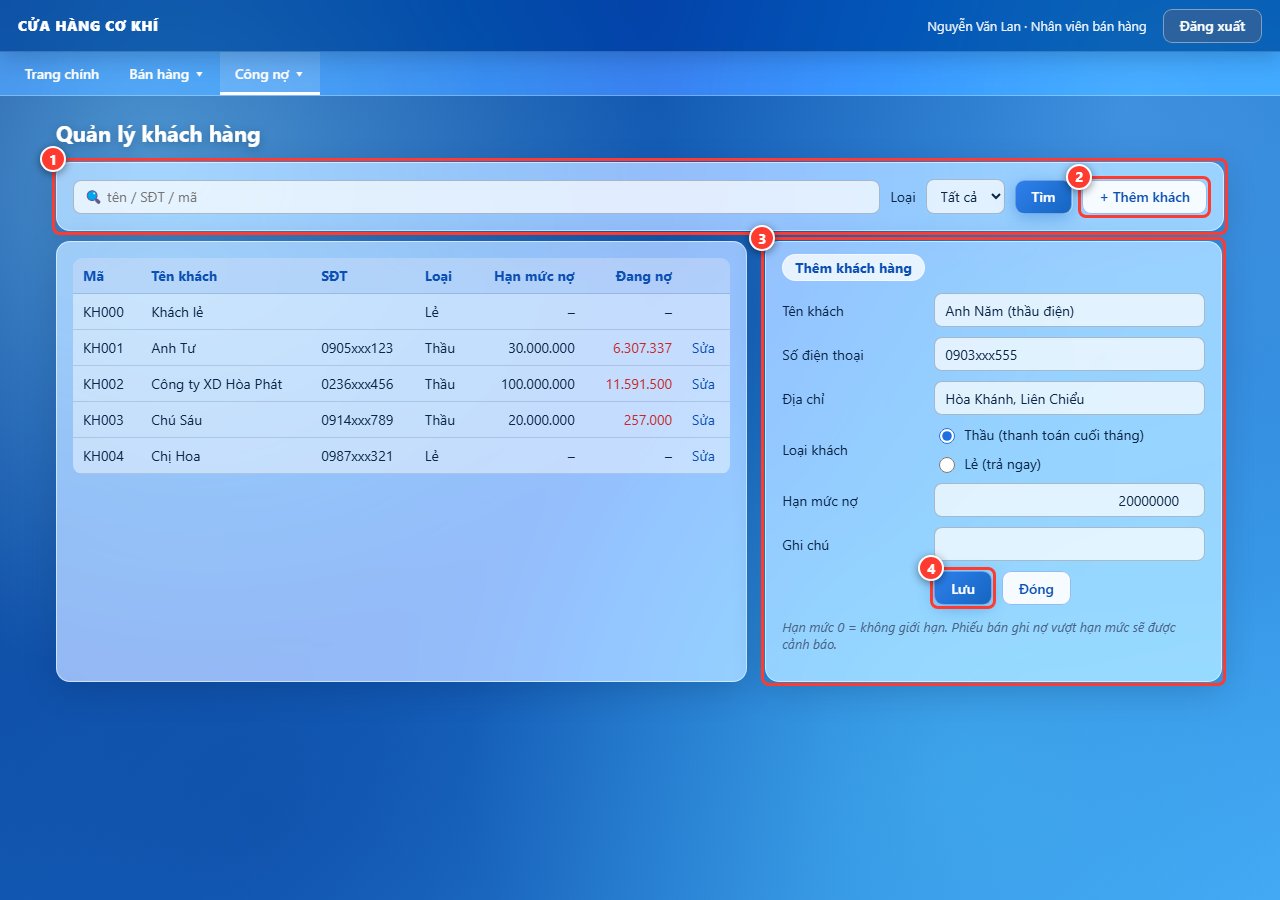 CỬA HÀNG CƠ KHÍ
Nguyễn Văn Lan · Nhân viên bán hàng
Đăng xuất
Trang chính
Bán hàng ▾
Công nợ ▾
Quản lý khách hàng
1
tên / SĐT / mã
Loại
Tất cả
Tìm
2
+ Thêm khách
Mã Tên khách SĐT Loại Hạn mức nợ Đang nợ
KH000 Khách lẻ Lẻ – –
KH001 Anh Tư 0905xxx123 Thầu 30.000.000 6.307.337 Sửa
KH002 Công ty XD Hòa Phát 0236xxx456 Thầu 100.000.000 11.591.500 Sửa
KH003 Chú Sáu 0914xxx789 Thầu 20.000.000 257.000 Sửa
KH004 Chị Hoa 0987xxx321 Lẻ – – Sửa
3
Thêm khách hàng
Tên khách Anh Năm (thầu điện)
Số điện thoại 0903xxx555
Địa chỉ Hòa Khánh, Liên Chiểu
Loại khách
Thầu (thanh toán cuối tháng)
Lẻ (trả ngay)
Hạn mức nợ 20000000
Ghi chú
4
Lưu
Đóng
Hạn mức 0 = không giới hạn. Phiếu bán ghi nợ vượt hạn mức sẽ được
cảnh báo.